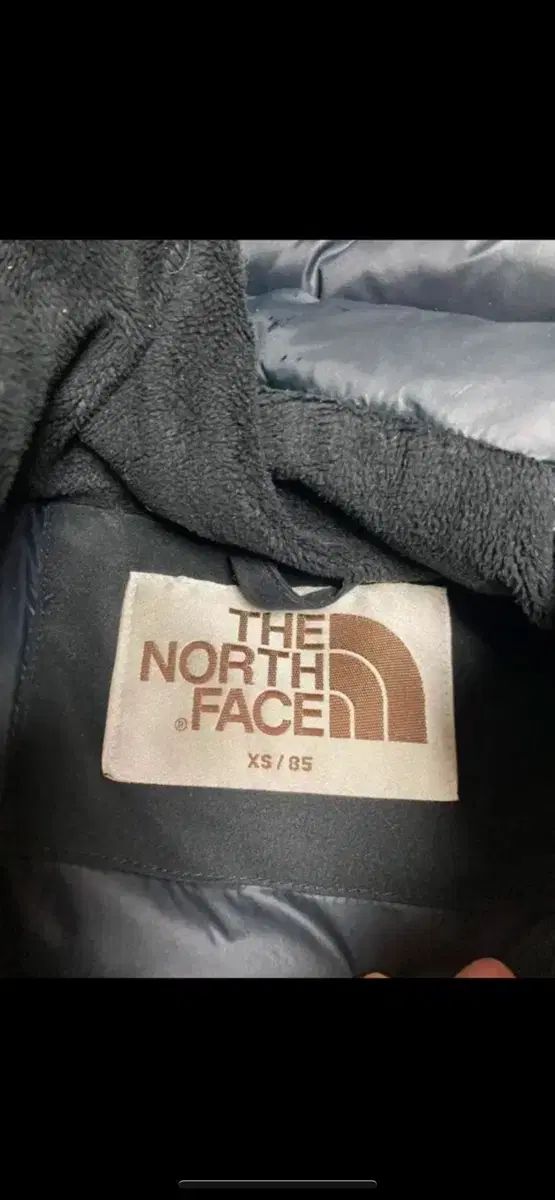 THE
NORTH
®FACE
XS / 85